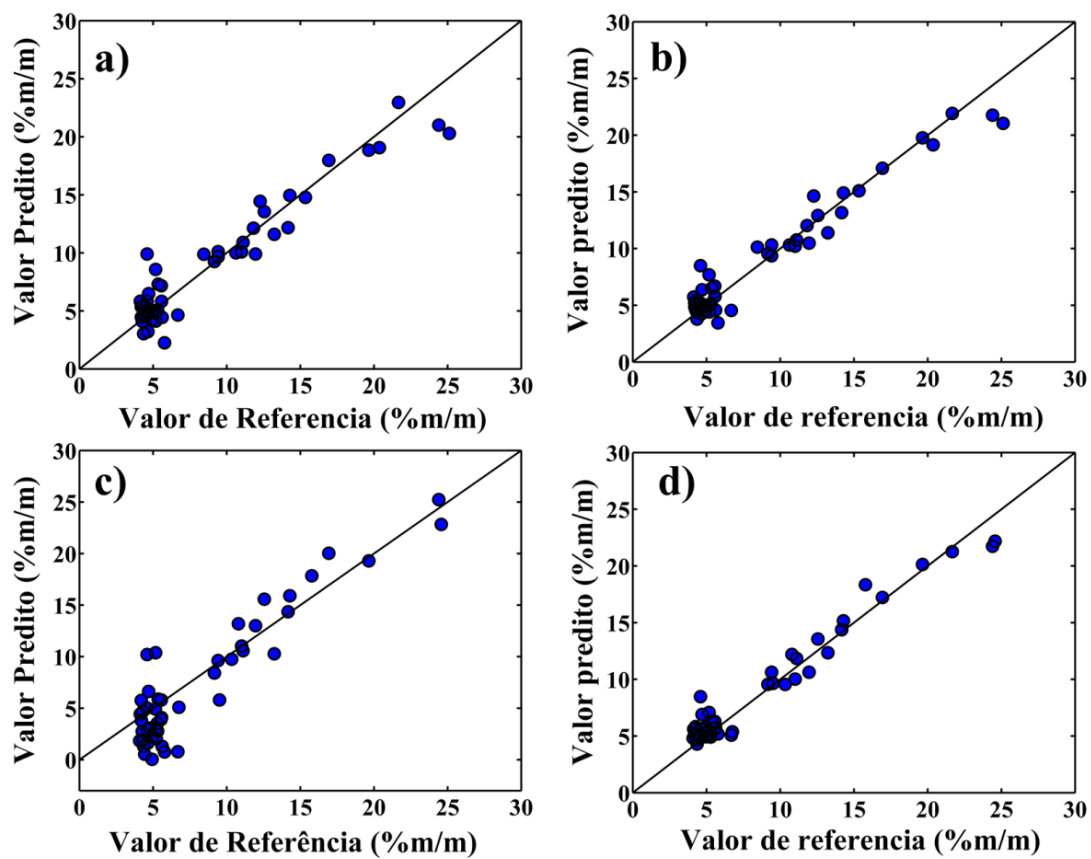 a)
Valor Predito (%m/m)
30
25
20
15
10
5
0
0 5 10 15 20 25 30
Valor de Referencia (%m/m)
b)
Valor predito (%m/m)
30
25
20
15
10
5
0
0 5 10 15 20 25 30
Valor de referencia (%m/m)
c)
Valor Predito (%m/m)
30
25
20
15
10
5
0
0 5 10 15 20 25 30
Valor de Referência (%m/m)
d)
Valor predito (%m/m)
30
25
20
15
10
5
0
0 5 10 15 20 25 30
Valor de referencia (%m/m)